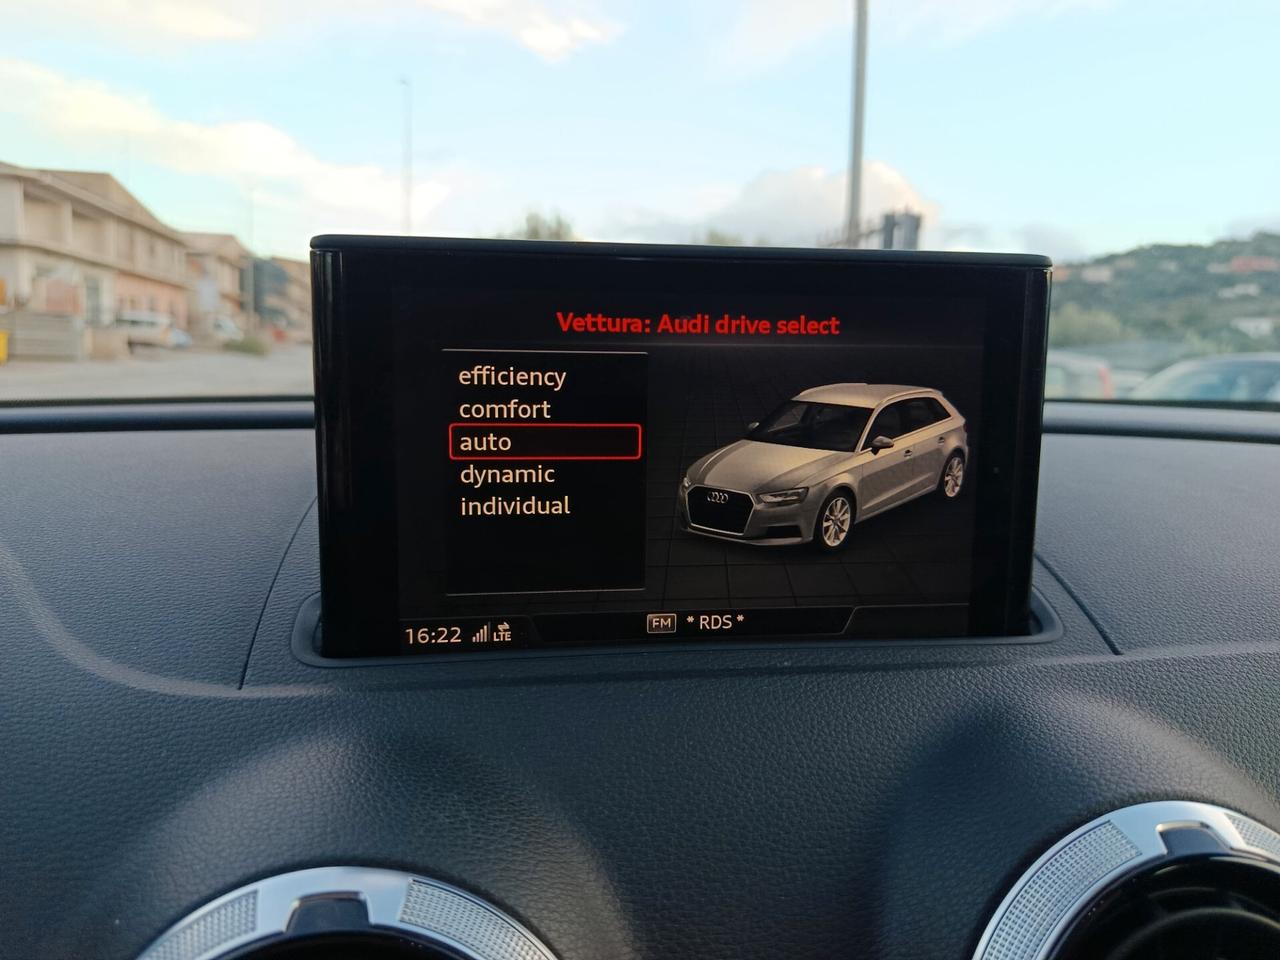 Vettura: Audi drive select
efficiency
comfort
auto
dynamic
individual
16:22 LTE
FM * RDS *